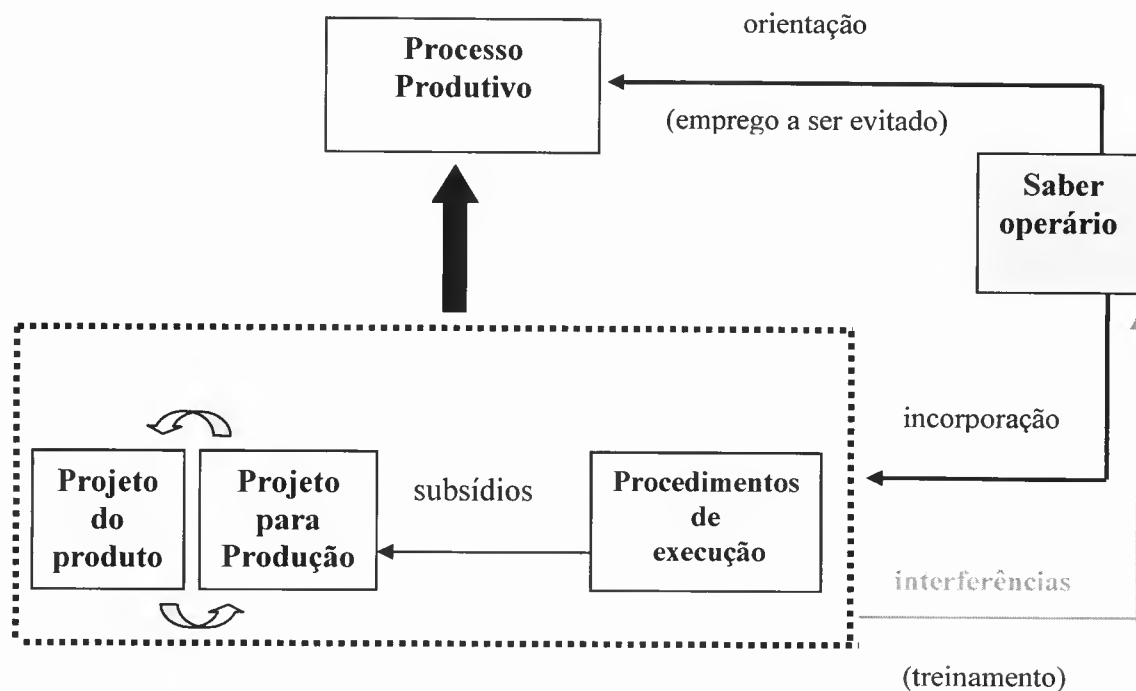 orientação
Processo
Produtivo
(emprego a ser evitado)
Saber
operário
incorporação
Projeto
do
produto
Projeto
para
Produção
subsídios
Procedimentos
de
execução
interferências
(treinamento)